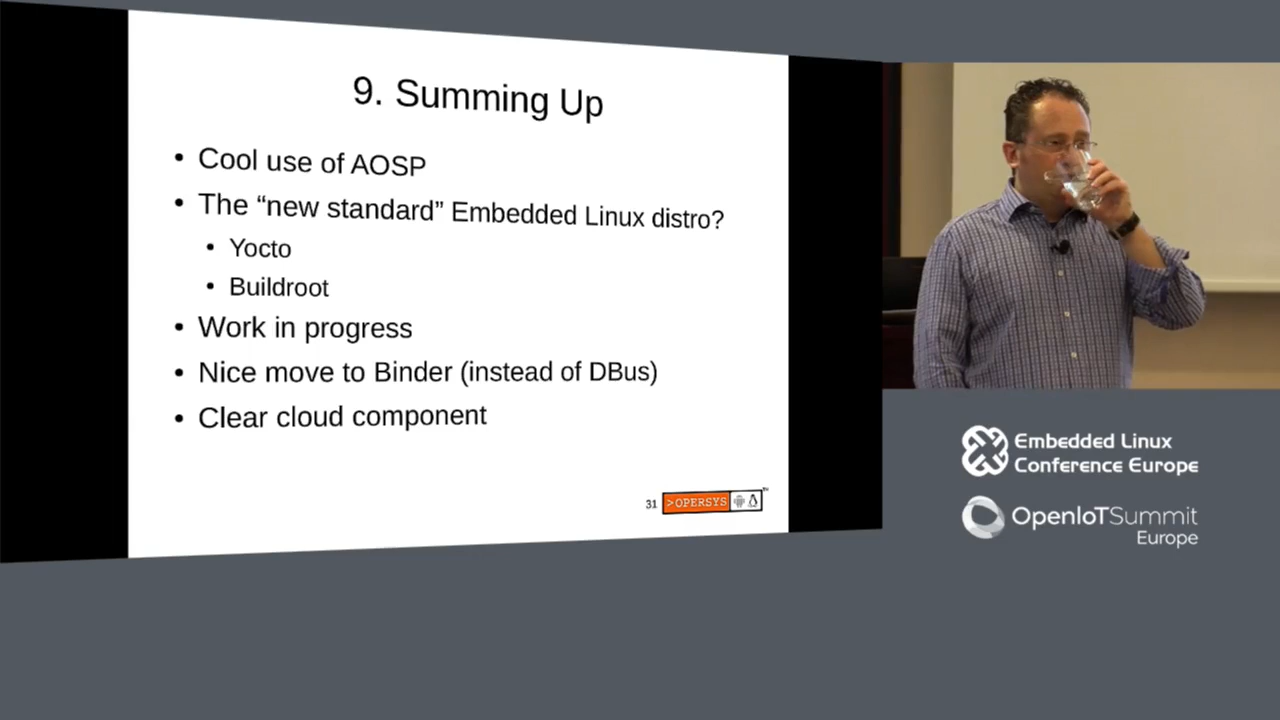 9. Summing Up
• Cool use of AOSP
• The “new standard” Embedded Linux distro?
• Yocto
• Buildroot
• Work in progress
• Nice move to Binder (instead of DBus)
• Clear cloud component
31 >OPERSYS TM
Embedded Linux
Conference Europe
OpenIoTSummit
Europe